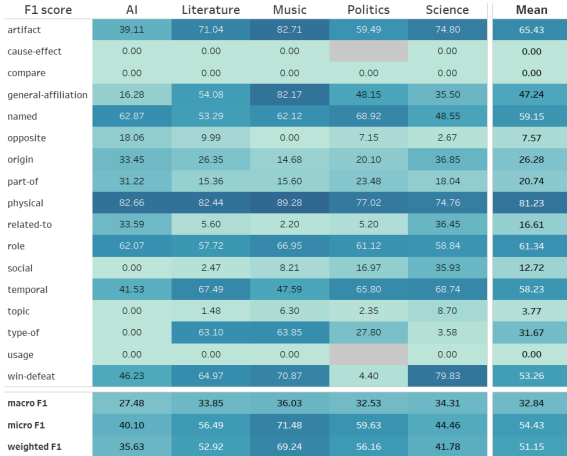 F1 score AI Literature Music Politics Science Mean
artifact 39.11 71.04 82.71 59.49 74.80 65.43
cause-effect 0.00 0.00 0.00 0.00 0.00
compare 0.00 0.00 0.00 0.00 0.00 0.00
general-affiliation 16.28 54.08 82.17 48.15 35.50 47.24
named 62.87 53.29 62.12 68.92 48.55 59.15
opposite 18.06 9.99 0.00 7.15 2.67 7.57
origin 33.45 26.35 14.68 20.10 36.85 26.28
part-of 31.22 15.36 15.60 23.48 18.04 20.74
physical 82.66 82.44 89.28 77.02 74.76 81.23
related-to 33.59 5.60 2.20 5.20 36.45 16.61
role 62.07 57.72 66.95 61.12 58.84 61.34
social 0.00 2.47 8.21 16.97 35.93 12.72
temporal 41.53 67.49 47.59 65.80 68.74 58.23
topic 0.00 1.48 6.30 2.35 8.70 3.77
type-of 0.00 63.10 63.85 27.80 3.58 31.67
usage 0.00 0.00 0.00 0.00 0.00
win-defeat 46.23 64.97 70.87 4.40 79.83 53.26
macro F1 27.48 33.85 36.03 32.53 34.31 32.84
micro F1 40.10 56.49 71.48 59.63 44.46 54.43
weighted F1 35.63 52.92 69.24 56.16 41.78 51.15